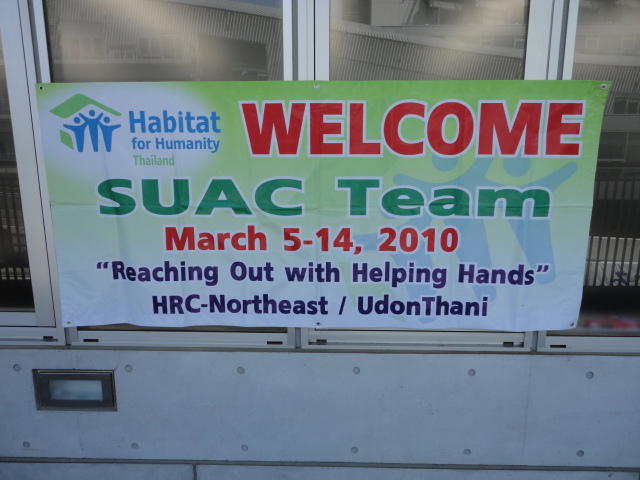 Habitat
for Humanity
Thailand
WELCOME
SUAC Team
March 5-14, 2010
“Reaching Out with Helping Hands”
HRC-Northeast / UdonThani